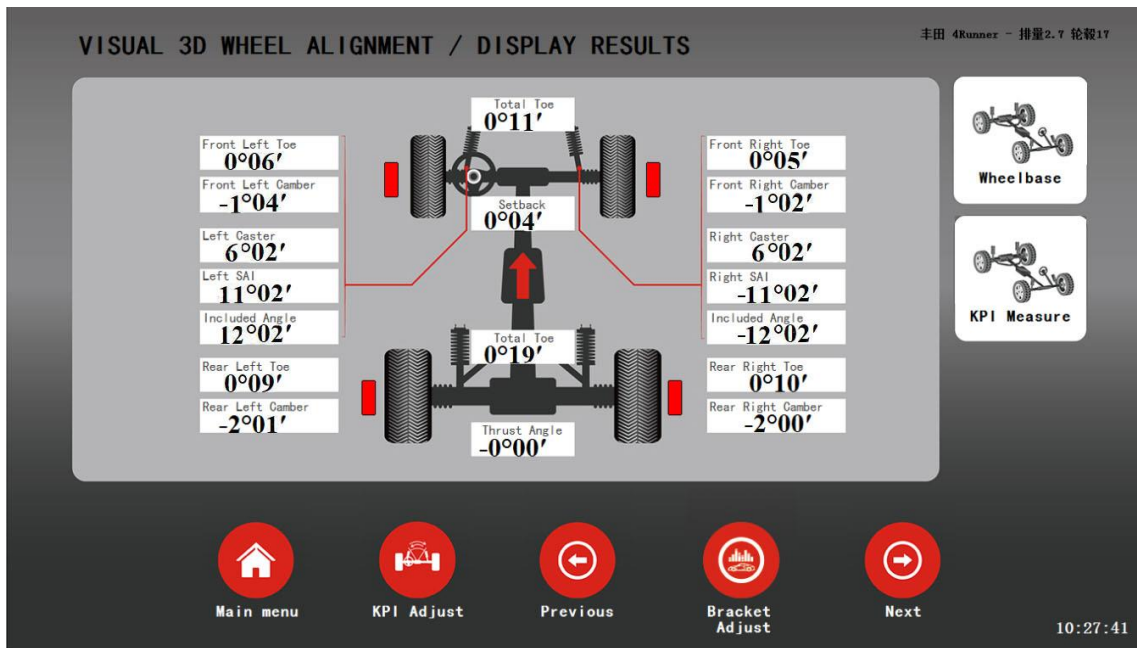 VISUAL 3D WHEEL ALIGNMENT / DISPLAY RESULTS
丰田 4Runner - 排量2.7 轮毂17
Total Toe
0°11′
Front Left Toe
0°06′
Front Right Toe
0°05′
Front Left Camber
-1°04′
Front Right Camber
-1°02′
Setback
0°04′
Left Caster
6°02′
Right Caster
6°02′
Left SAI
11°02′
Right SAI
-11°02′
Included Angle
12°02′
Included Angle
-12°02′
Total Toe
0°19′
Rear Left Toe
0°09′
Rear Right Toe
0°10′
Rear Left Camber
-2°01′
Rear Right Camber
-2°00′
Thrust Angle
-0°00′
Wheelbase
KPI Measure
Main menu
KPI Adjust
Previous
Bracket
Adjust
Next
10:27:41